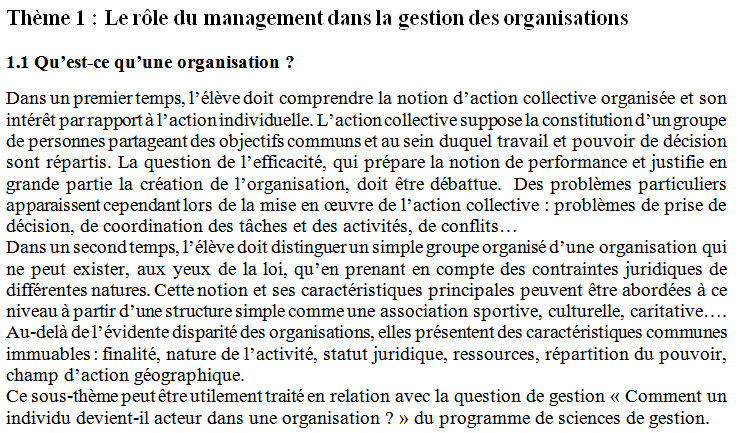 Thème 1 : Le rôle du management dans la gestion des organisations
1.1 Qu’est-ce qu’une organisation ?
Dans un premier temps, l’élève doit comprendre la notion d’action collective organisée et son
intérêt par rapport à l’action individuelle. L’action collective suppose la constitution d’un groupe
de personnes partageant des objectifs communs et au sein duquel travail et pouvoir de décision
sont répartis. La question de l’efficacité, qui prépare la notion de performance et justifie en
grande partie la création de l’organisation, doit être débattue. Des problèmes particuliers
apparaissent cependant lors de la mise en œuvre de l’action collective : problèmes de prise de
décision, de coordination des tâches et des activités, de conflits…
Dans un second temps, l’élève doit distinguer un simple groupe organisé d’une organisation qui
ne peut exister, aux yeux de la loi, qu’en prenant en compte des contraintes juridiques de
différentes natures. Cette notion et ses caractéristiques principales peuvent être abordées à ce
niveau à partir d’une structure simple comme une association sportive, culturelle, caritative….
Au-delà de l’évidente disparité des organisations, elles présentent des caractéristiques communes
immuables : finalité, nature de l’activité, statut juridique, ressources, répartition du pouvoir,
champ d’action géographique.
Ce sous-thème peut être utilement traité en relation avec la question de gestion « Comment un
individu devient-il acteur dans une organisation ? » du programme de sciences de gestion.